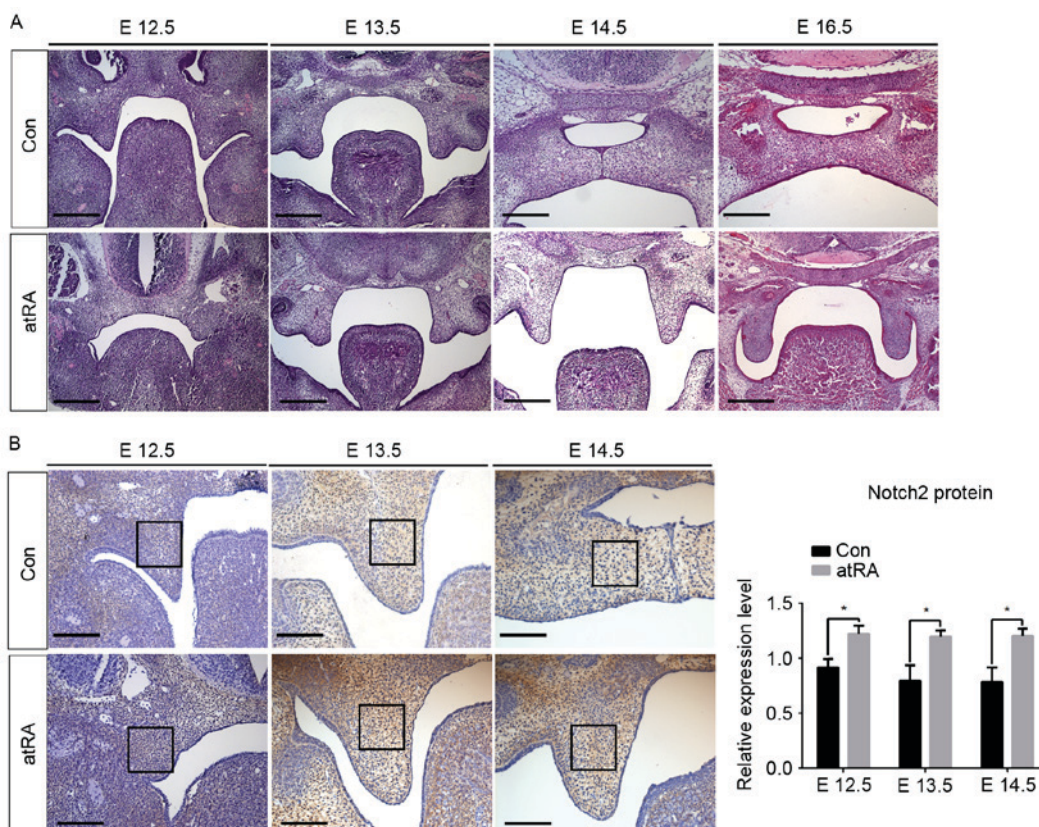 A
E 12.5 E 13.5 E 14.5 E 16.5
Con
atRA
B
E 12.5 E 13.5 E 14.5
Con
atRA
Notch2 protein
Con
atRA
Relative expression level
1.5
1.0
0.5
0.0
* * *
E 12.5 E 13.5 E 14.5